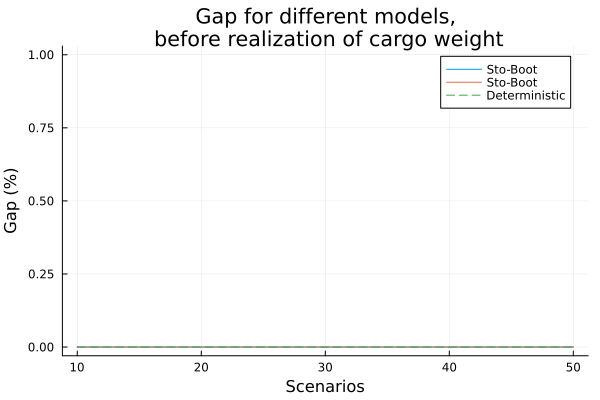 Gap for different models,
before realization of cargo weight
1.00
Sto-Boot
Sto-Boot
Deterministic
0.75
Gap (%)
0.50
0.25
0.00
10 20 30 40 50
Scenarios